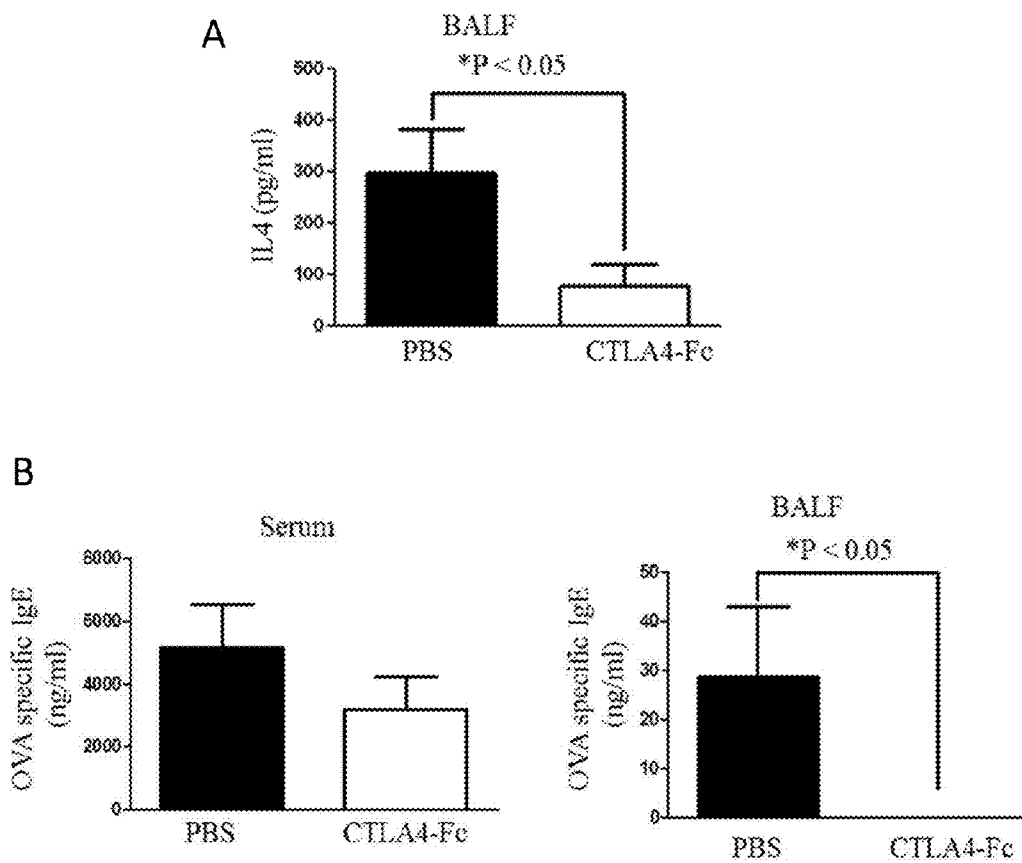 A
BALF
*P < 0.05
IL4 (pg/ml)
500
400
300
200
100
0
PBS
CTLA4-Fc
B
Serum
OVA specific IgE
(ng/ml)
8000
6000
4000
2000
0
PBS
CTLA4-Fc
BALF
*P < 0.05
OVA specific IgE
(ng/ml)
50
40
30
20
10
0
PBS
CTLA4-Fc